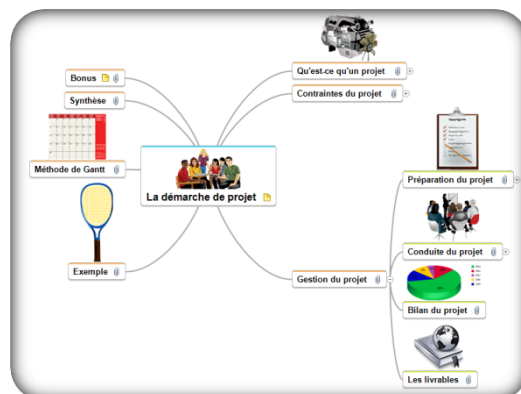 Qu'est-ce qu'un projet
Contraintes du projet
Bonus
Synthèse
Méthode de Gantt
Exemple
La démarche de projet
Préparation du projet
Conduite du projet
Gestion du projet
Bilan du projet
Les livrables